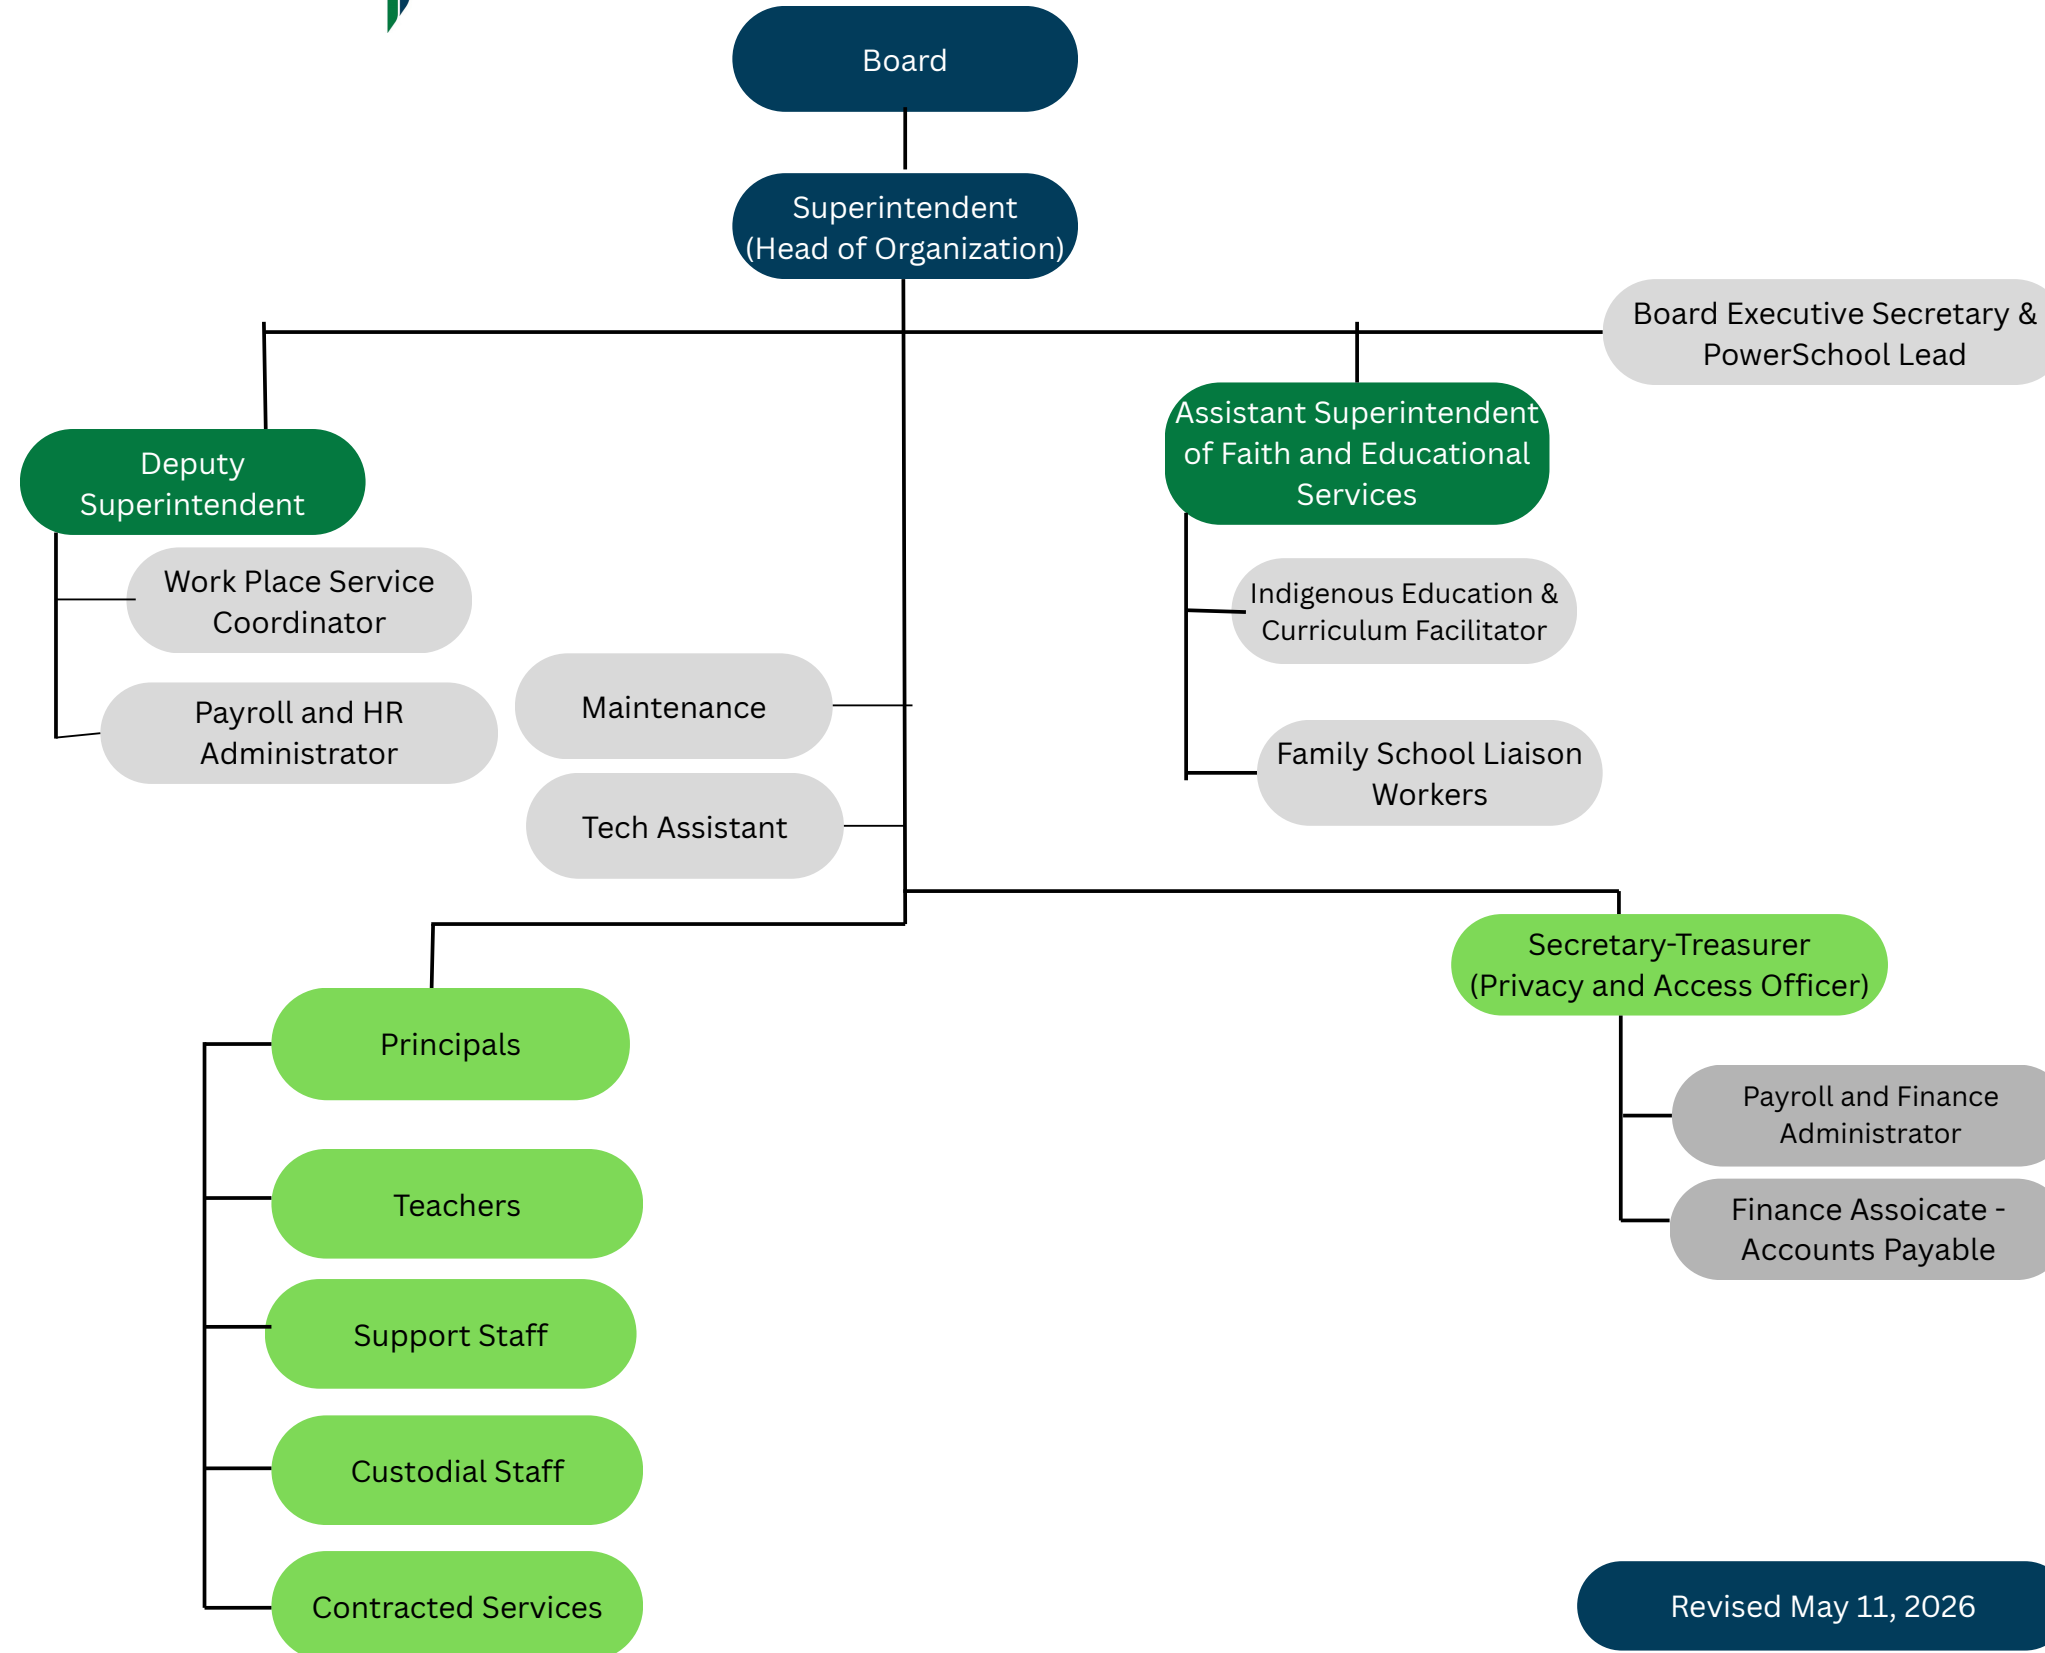 Board
Superintendent
(Head of Organization)
Board Executive Secretary &
PowerSchool Lead
Deputy
Superintendent
Assistant Superintendent
of Faith and Educational
Services
Work Place Service
Coordinator
Payroll and HR
Administrator
Maintenance
Tech Assistant
Indigenous Education &
Curriculum Facilitator
Family School Liaison
Workers
Secretary-Treasurer
(Privacy and Access Officer)
Payroll and Finance
Administrator
Finance Assoicate -
Accounts Payable
Principals
Teachers
Support Staff
Custodial Staff
Contracted Services
Revised May 11, 2026